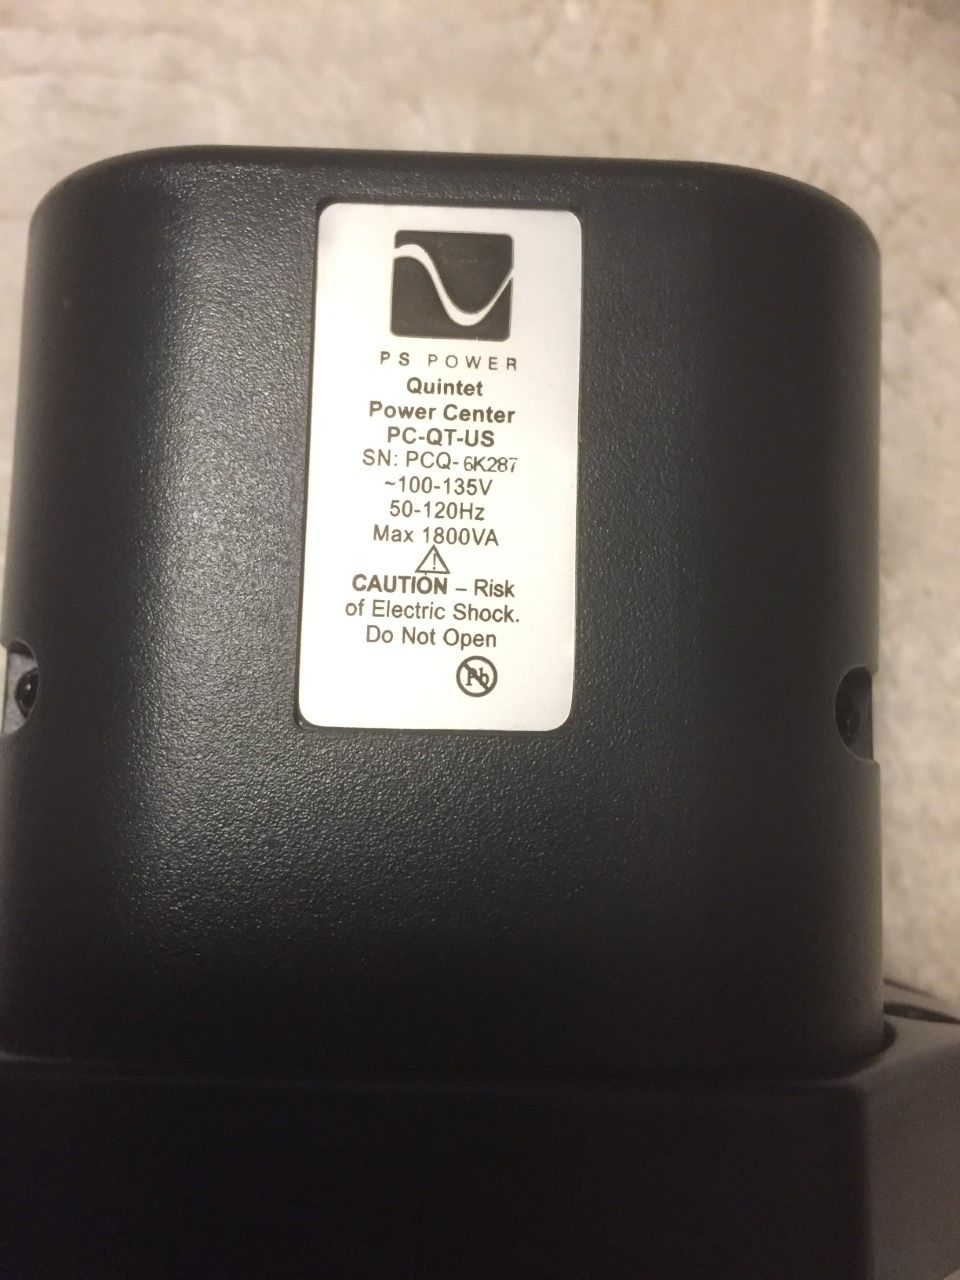 PS POWER
Quintet
Power Center
PC-QT-US
SN: PCQ-6K287
~100-135V
50-120Hz
Max 1800VA
CAUTION – Risk
of Electric Shock.
Do Not Open
Pb